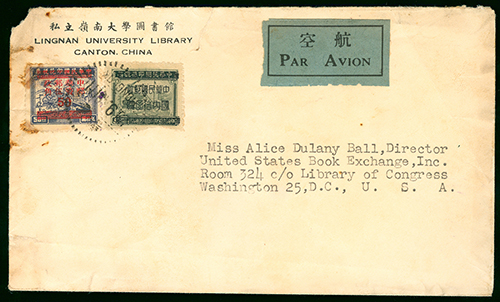 私立嶺南大學圖書館
LINGNAN UNIVERSITY LIBRARY
CANTON, CHINA
空航
PAR AVION
Miss Alice Dulany Ball,Director
United States Book Exchange,Inc.
Room 324 c/o Library of Congress
Washington 25,D.C., U. S. A.